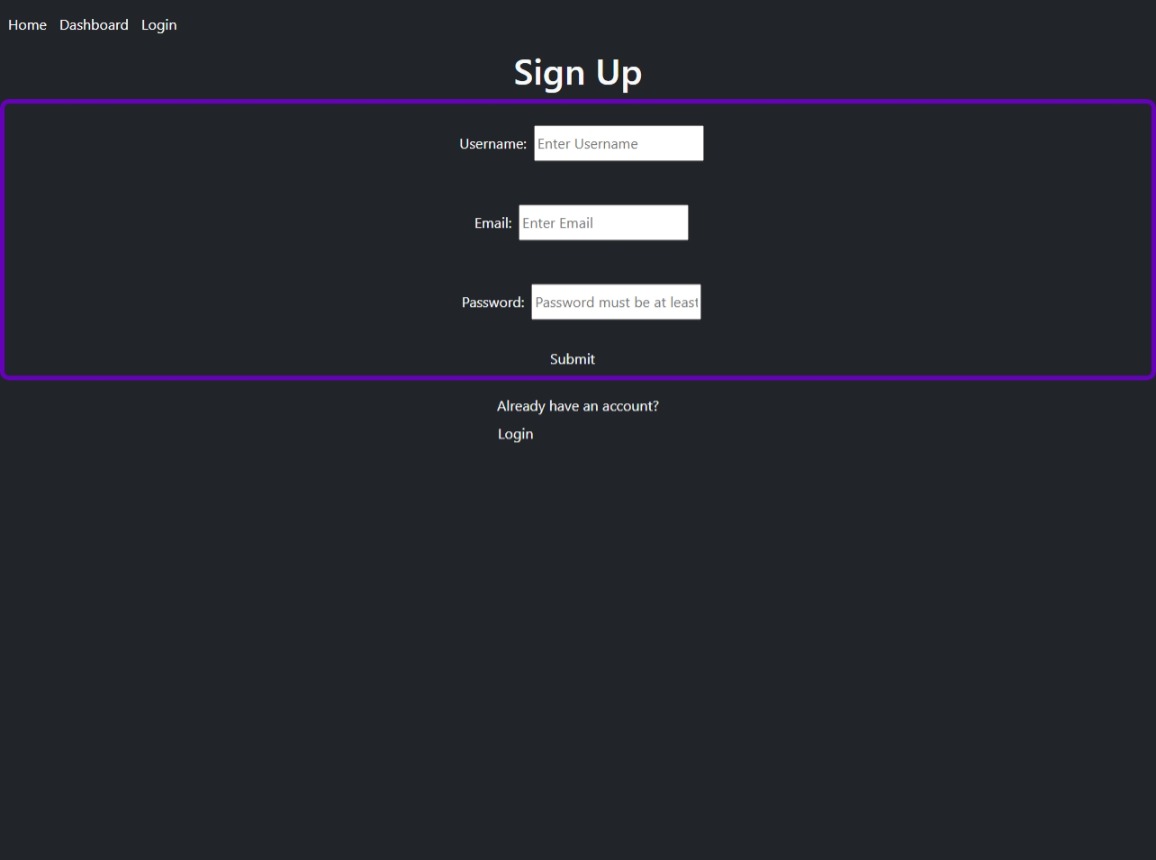 Home Dashboard Login
Sign Up
Username: Enter Username
Email: Enter Email
Password: Password must be at least
Submit
Already have an account?
Login